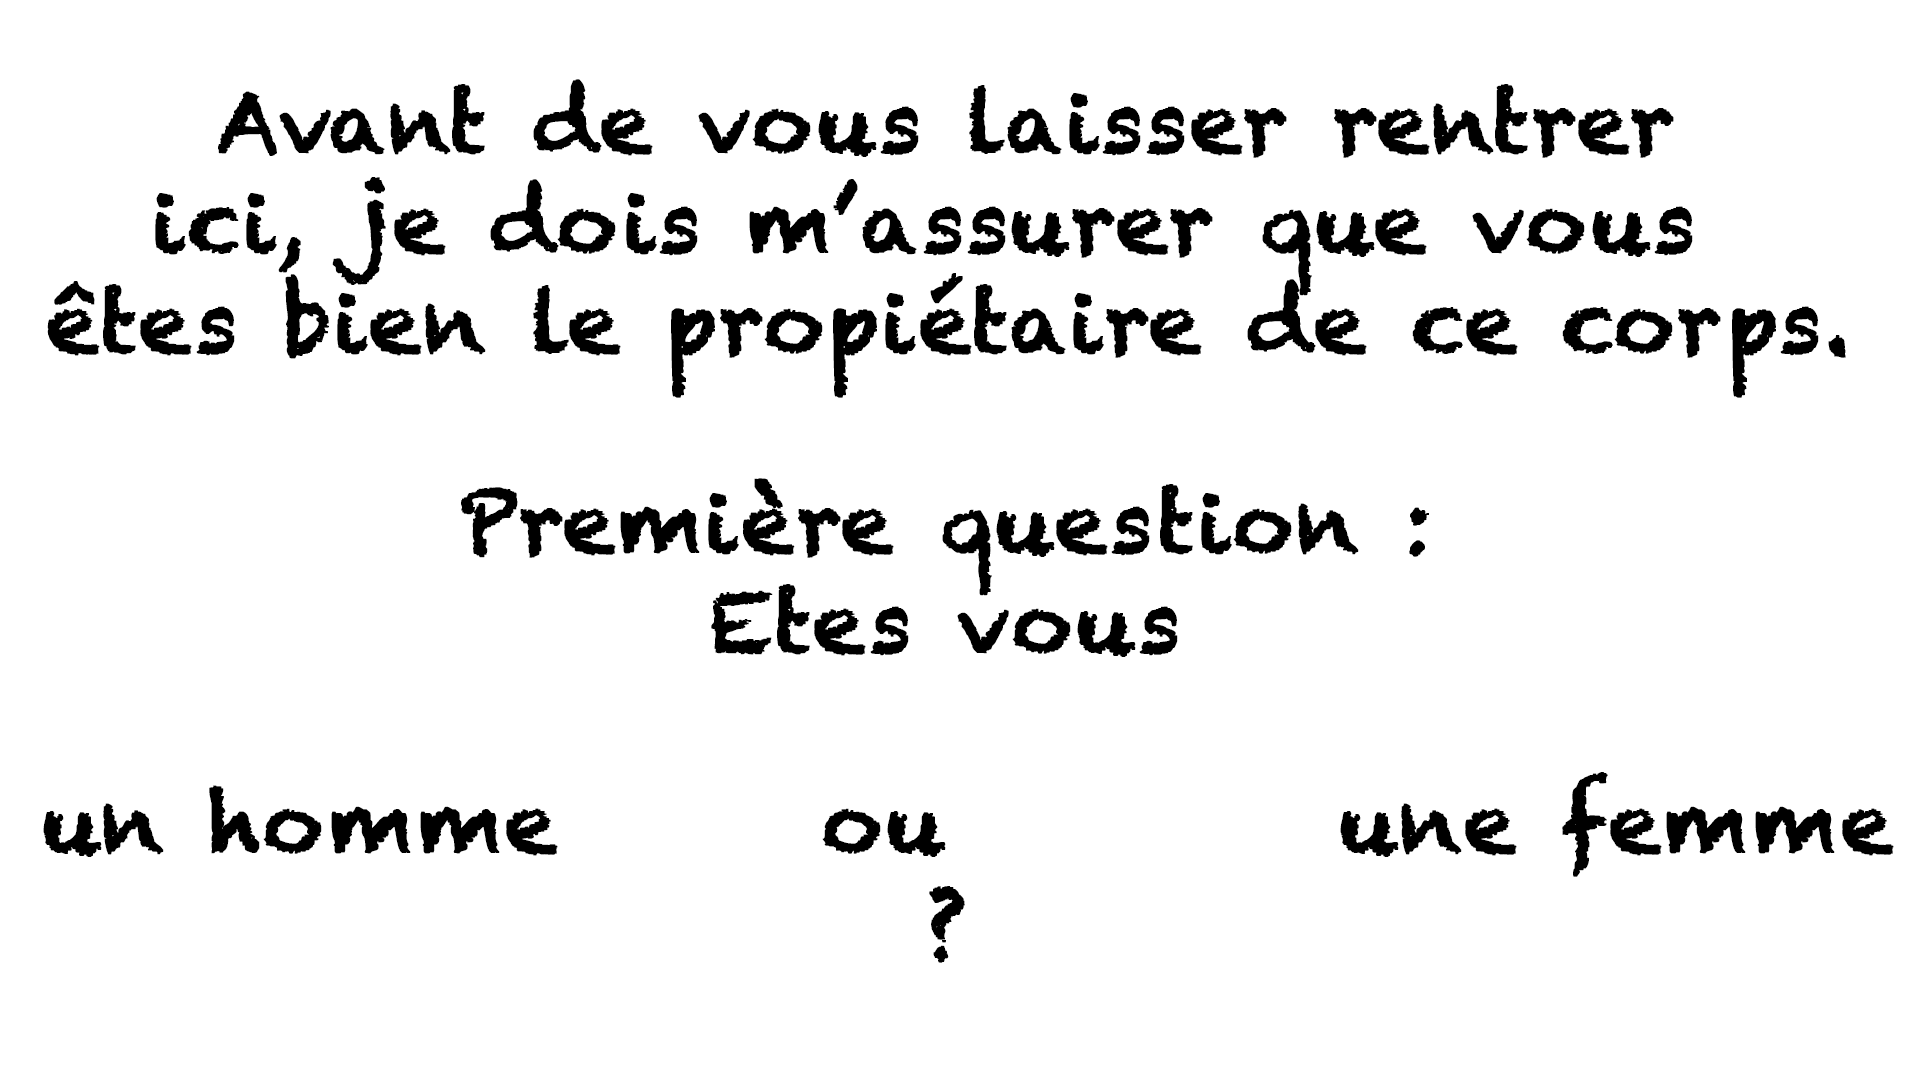 Avant de vous laisser rentrer
ici, je dois m'assurer que vous
êtes bien le propiétaire de ce corps.
Première question :
Etes vous
un homme ou une femme
?